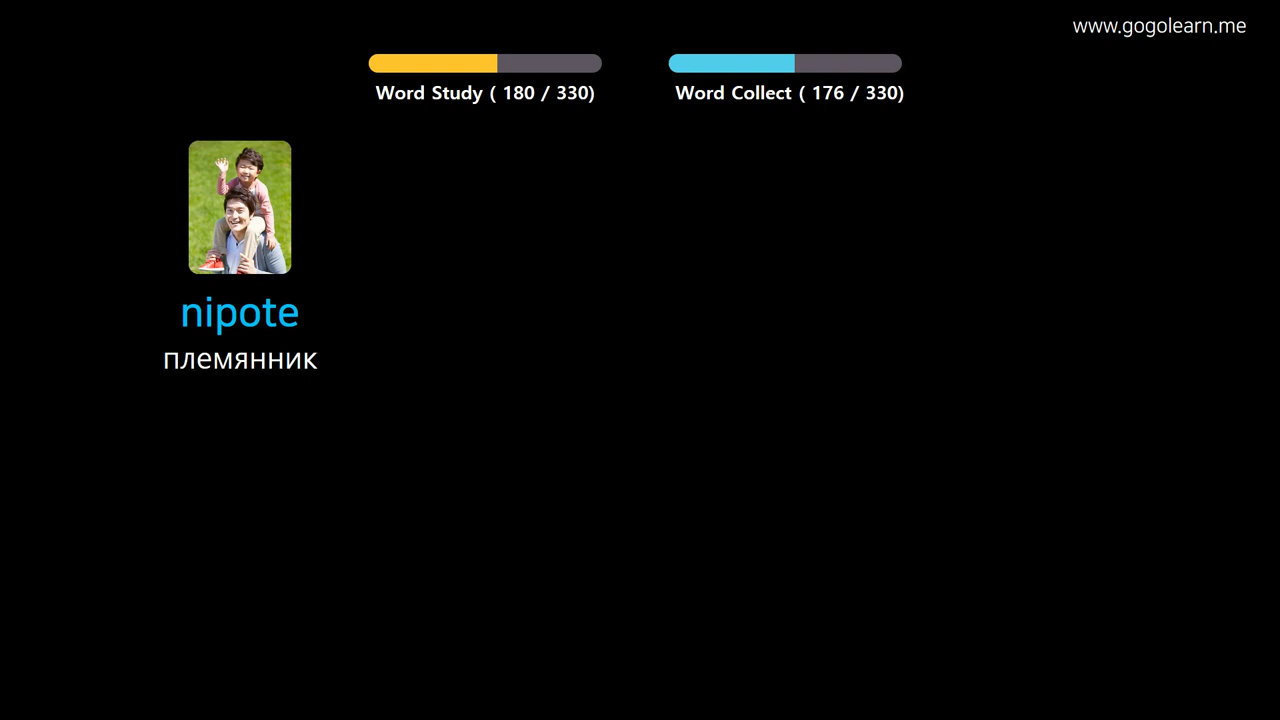 www.gogolearn.me
Word Study ( 180 / 330)
Word Collect ( 176 / 330)
nipote
племянник